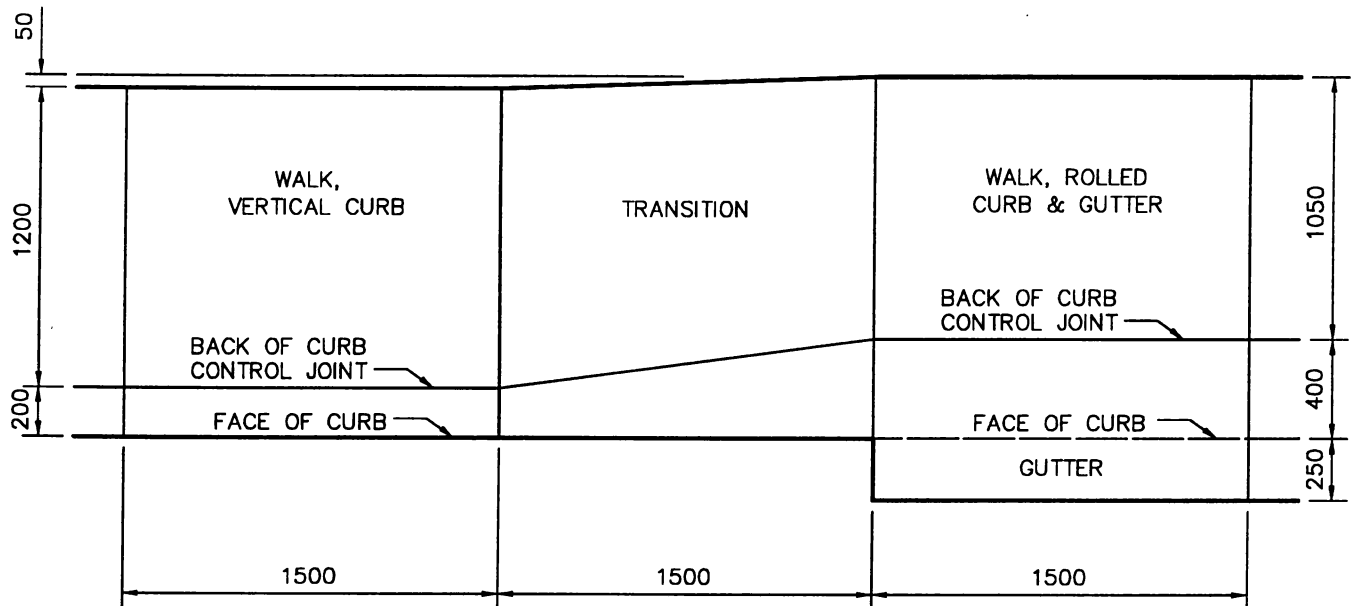 50
1200
200
WALK,
VERTICAL CURB
TRANSITION
WALK, ROLLED
CURB & GUTTER
1050
BACK OF CURB
CONTROL JOINT
BACK OF CURB
CONTROL JOINT
400
FACE OF CURB
FACE OF CURB
GUTTER
250
1500
1500
1500